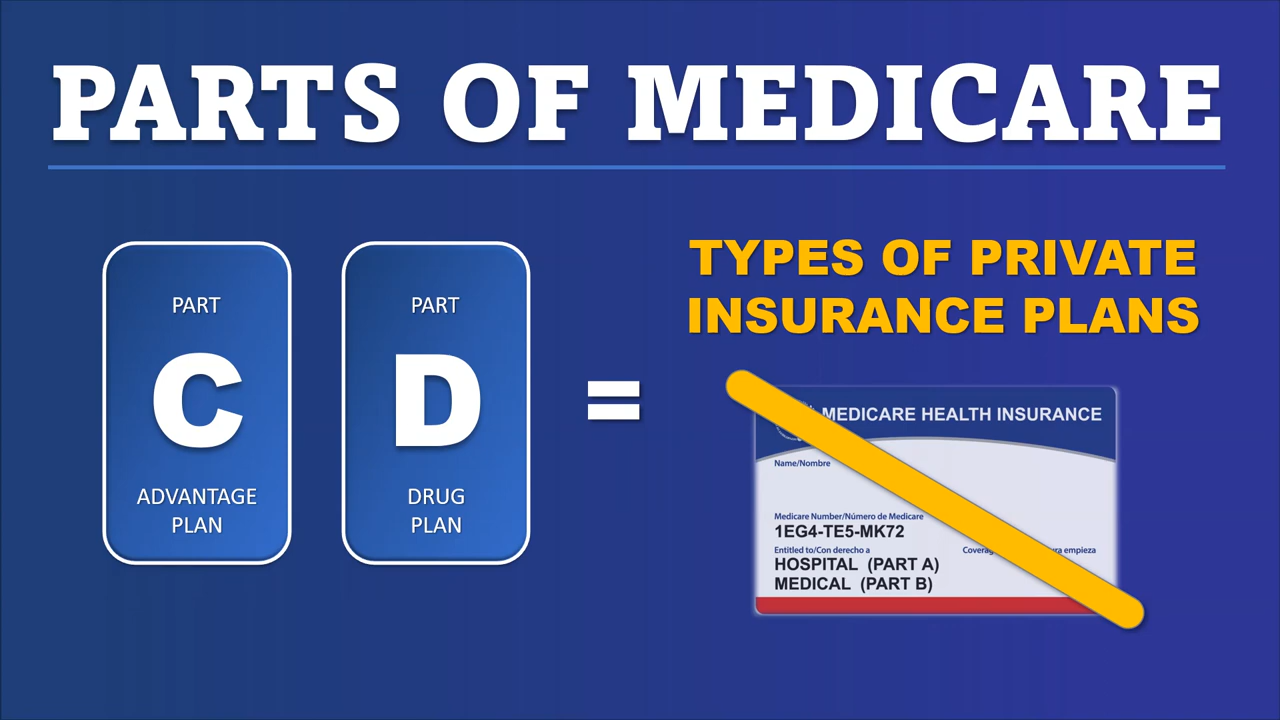 PARTS OF MEDICARE
PART
C
ADVANTAGE
PLAN
PART
D
DRUG
PLAN
=
TYPES OF PRIVATE
INSURANCE PLANS
MEDICARE HEALTH INSURANCE
Name/Nombre
Medicare Number/Número de Medicare
1EG4-TE5-MK72
Entitled to/Con derecho a
empieza
HOSPITAL (PART A)
MEDICAL (PART B)